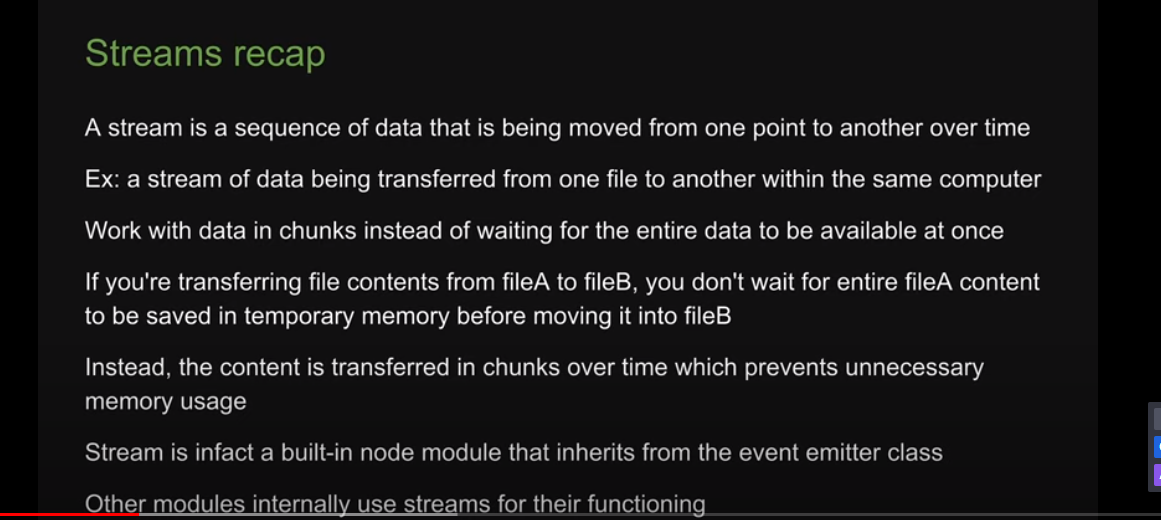 Streams recap
A stream is a sequence of data that is being moved from one point to another over time
Ex: a stream of data being transferred from one file to another within the same computer
Work with data in chunks instead of waiting for the entire data to be available at once
If you're transferring file contents from fileA to fileB, you don't wait for entire fileA content
to be saved in temporary memory before moving it into fileB
Instead, the content is transferred in chunks over time which prevents unnecessary
memory usage
Stream is infact a built-in node module that inherits from the event emitter class
Other modules internally use streams for their functioning